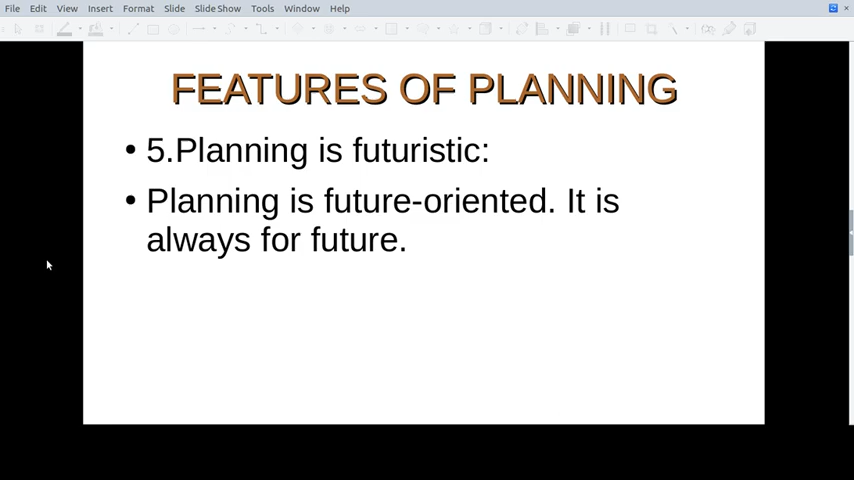 File Edit View Insert Format Slide Slide Show Tools Window Help
FEATURES OF PLANNING
• 5.Planning is futuristic:
• Planning is future-oriented. It is
always for future.